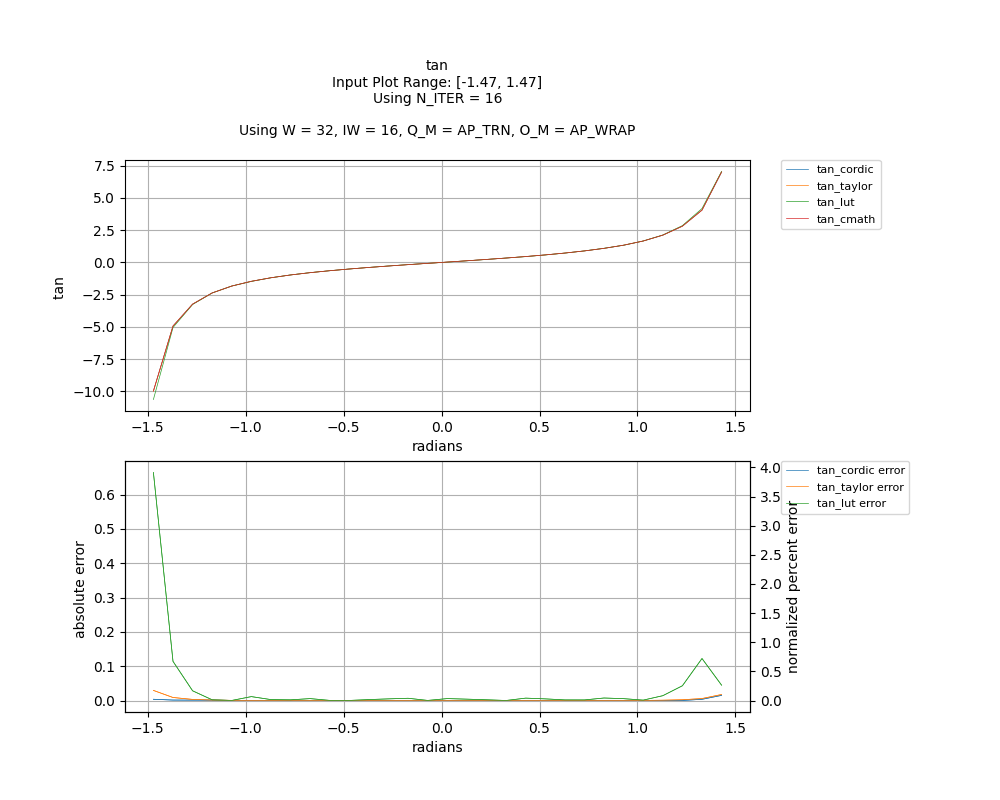 tan
Input Plot Range: [-1.47, 1.47]
Using N_ITER = 16
Using W = 32, IW = 16, Q_M = AP_TRN, O_M = AP_WRAP
7.5
5.0
2.5
0.0
−2.5
−5.0
−7.5
−10.0
tan
−1.5 −1.0 −0.5 0.0 0.5 1.0 1.5
radians
tan_cordic
tan_taylor
tan_lut
tan_cmath
0.6
0.5
0.4
0.3
0.2
0.1
0.0
absolute error
−1.5 −1.0 −0.5 0.0 0.5 1.0 1.5
radians
4.0
3.5
3.0
2.5
2.0
1.5
1.0
0.5
0.0
normalized percent error
tan_cordic error
tan_taylor error
tan_lut error